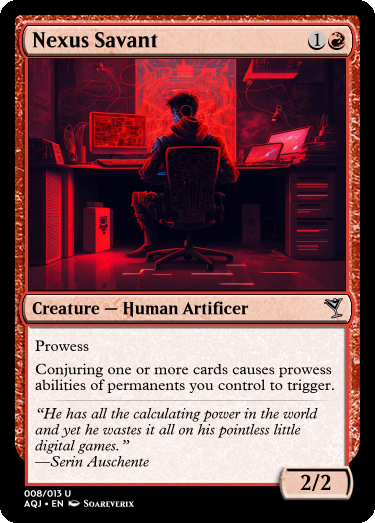 Nexus Savant 1
Creature — Human Artificer
Prowess
Conjuring one or more cards causes prowess
abilities of permanents you control to trigger.
“He has all the calculating power in the world
and yet he wastes it all on his pointless little
digital games.”
—Serin Auschente
2/2
008/013 U
AQJ • EN Soareverix